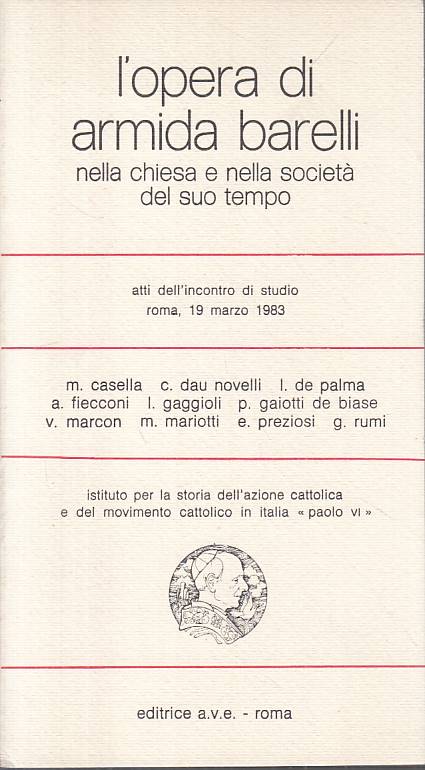 l'opera di
armida barelli
nella chiesa e nella società
del suo tempo
atti dell'incontro di studio
roma, 19 marzo 1983
m. casella c. dau novelli l. de palma
a. fiecconi l. gaggioli p. gaiotti de biase
v. marcon m. mariotti e. preziosi g. rumi
istituto per la storia dell'azione cattolica
e del movimento cattolico in italia « paolo vi »
editrice a.v.e. - roma